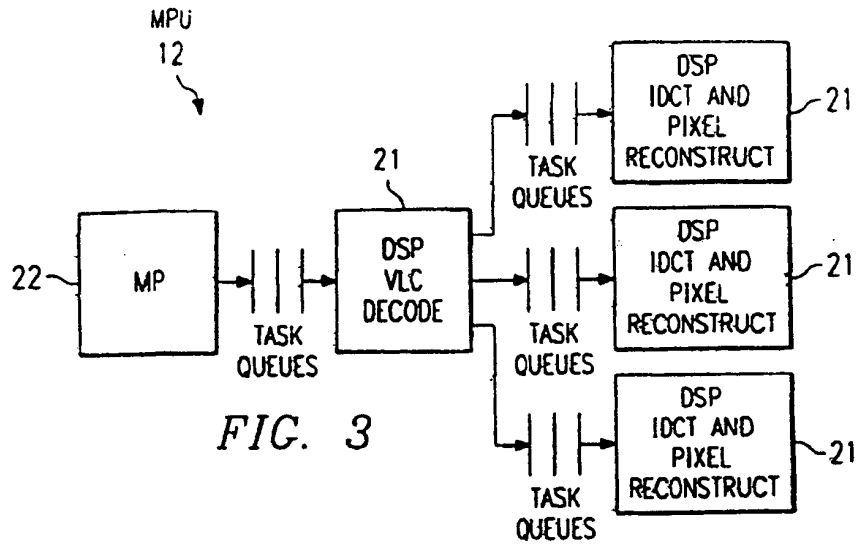 MPU
12
DSP
IDCT AND
PIXEL
RECONSTRUCT
21
TASK
QUEUES
21
22
MP
TASK
QUEUES
DSP
VLC
DECODE
TASK
QUEUES
DSP
IDCT AND
PIXEL
RECONSTRUCT
21
FIG. 3
TASK
QUEUES
DSP
IDCT AND
PIXEL
RECONSTRUCT
21